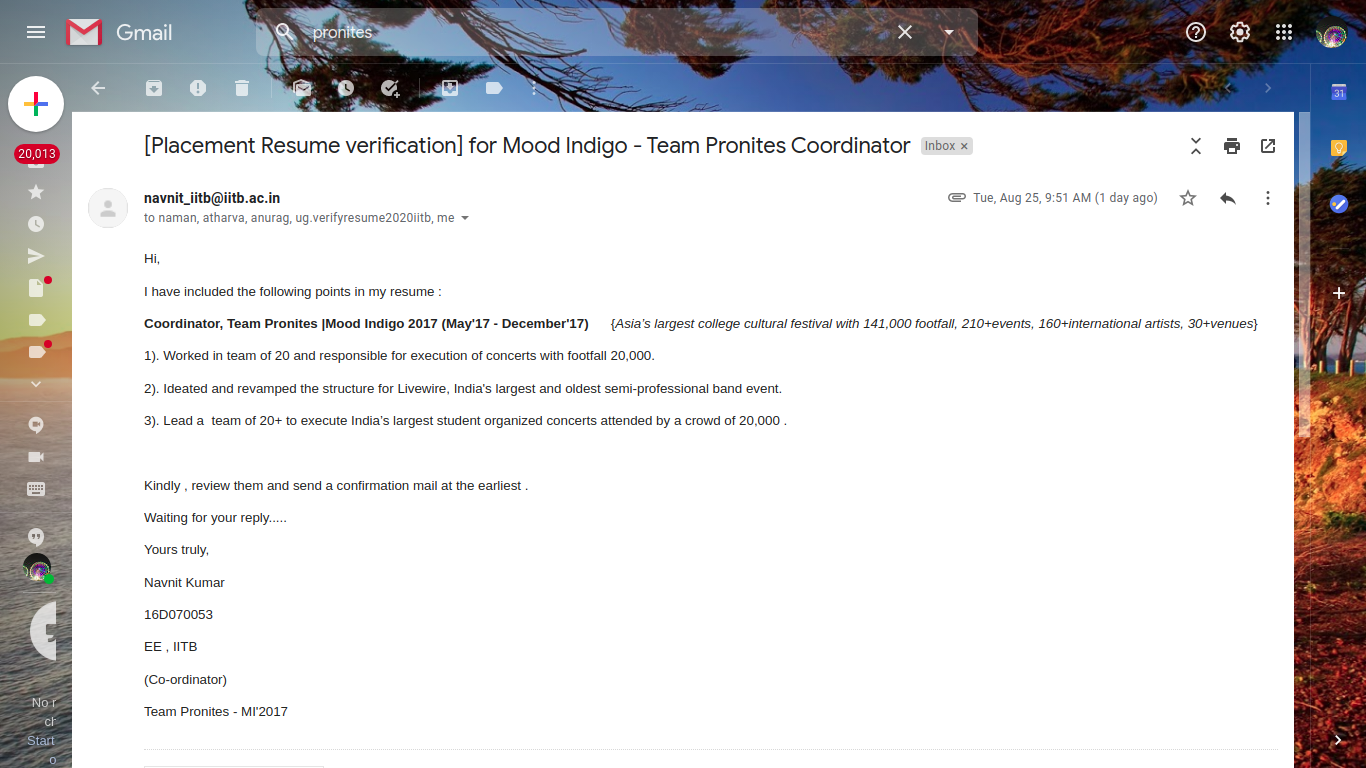 Gmail
pronites
31
20,013
[Placement Resume verification] for Mood Indigo - Team Pronites Coordinator
Inbox ×
navnit_iitb@iitb.ac.in
Tue, Aug 25, 9:51 AM (1 day ago)
to naman, atharva, anurag, ug.verifyresume2020iitb, me
Hi,
I have included the following points in my resume :
Coordinator, Team Pronites |Mood Indigo 2017 (May'17 - December'17) {Asia’s largest college cultural festival with 141,000 footfall, 210+events, 160+international artists, 30+venues}
1). Worked in team of 20 and responsible for execution of concerts with footfall 20,000.
2). Ideated and revamped the structure for Livewire, India's largest and oldest semi-professional band event.
3). Lead a  team of 20+ to execute India’s largest student organized concerts attended by a crowd of 20,000 .
Kindly , review them and send a confirmation mail at the earliest .
Waiting for your reply.....
Yours truly,
Navnit Kumar
16D070053
EE , IITB
(Co-ordinator)
Team Pronites - MI'2017
No r
Start